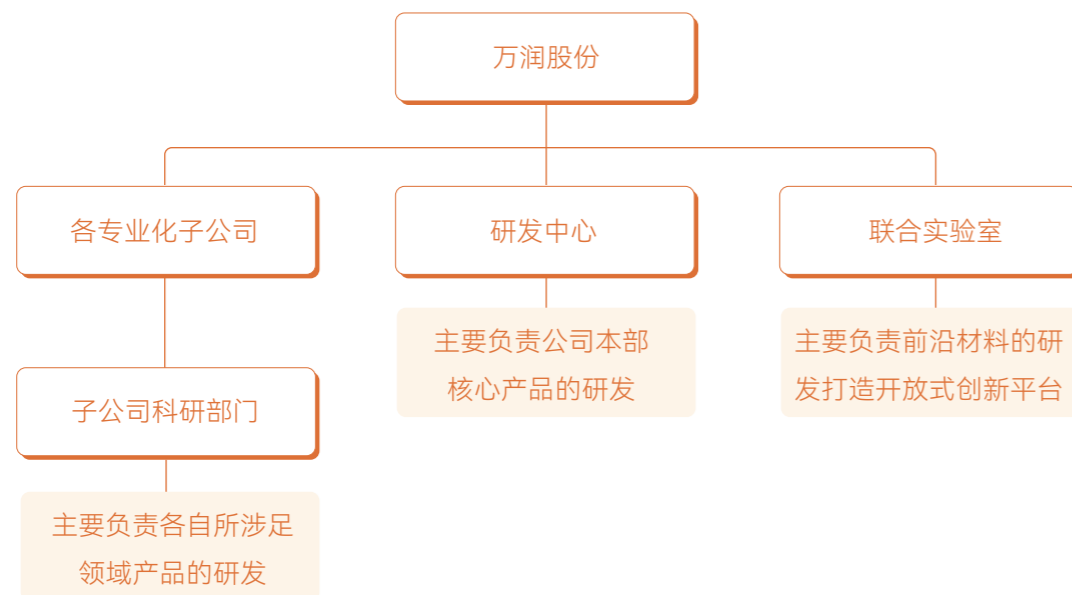 万润股份
各专业化子公司
研发中心
联合实验室
主要负责公司本部
核心产品的研发
主要负责前沿材料的研
发打造开放式创新平台
子公司科研部门
主要负责各自所涉足
领域产品的研发